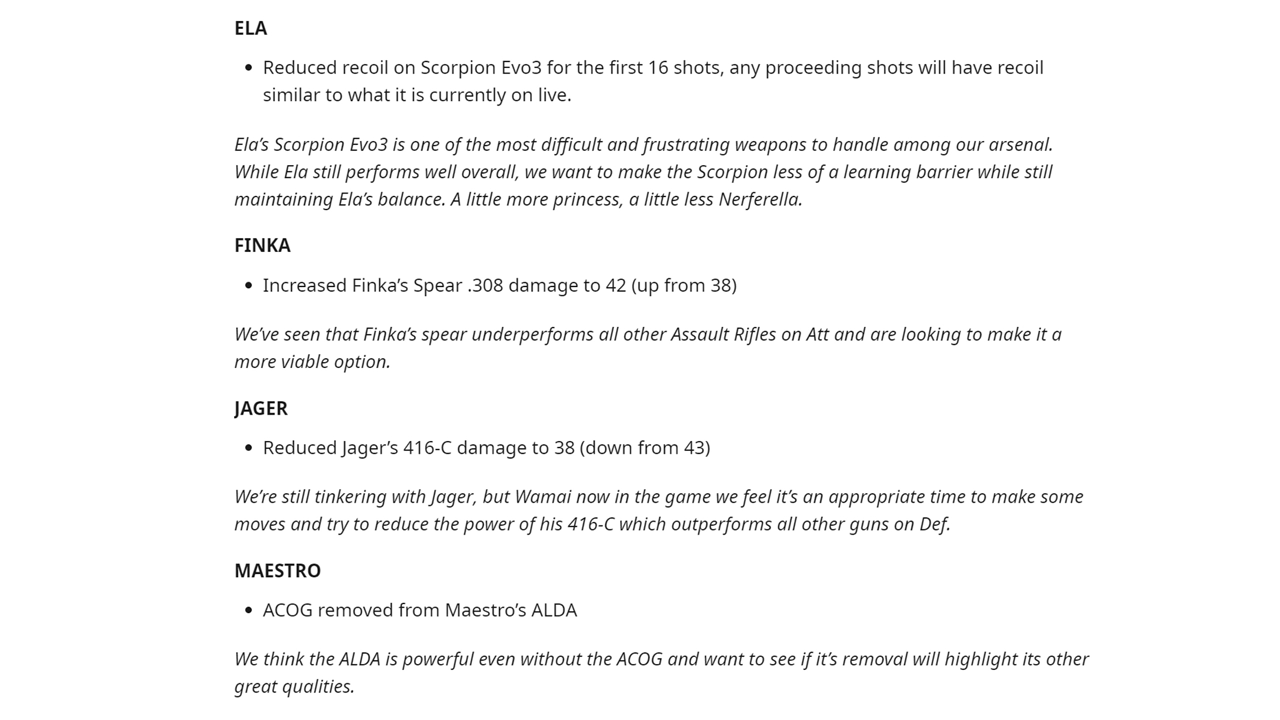 ELA
• Reduced recoil on Scorpion Evo3 for the first 16 shots, any proceeding shots will have recoil
similar to what it is currently on live.
Ela’s Scorpion Evo3 is one of the most difficult and frustrating weapons to handle among our arsenal.
While Ela still performs well overall, we want to make the Scorpion less of a learning barrier while still
maintaining Ela’s balance. A little more princess, a little less Nerferella.
FINKA
• Increased Finka’s Spear .308 damage to 42 (up from 38)
We’ve seen that Finka’s spear underperforms all other Assault Rifles on Att and are looking to make it a
more viable option.
JAGER
• Reduced Jager’s 416-C damage to 38 (down from 43)
We’re still tinkering with Jager, but Wamai now in the game we feel it’s an appropriate time to make some
moves and try to reduce the power of his 416-C which outperforms all other guns on Def.
MAESTRO
• ACOG removed from Maestro’s ALDA
We think the ALDA is powerful even without the ACOG and want to see if it’s removal will highlight its other
great qualities.